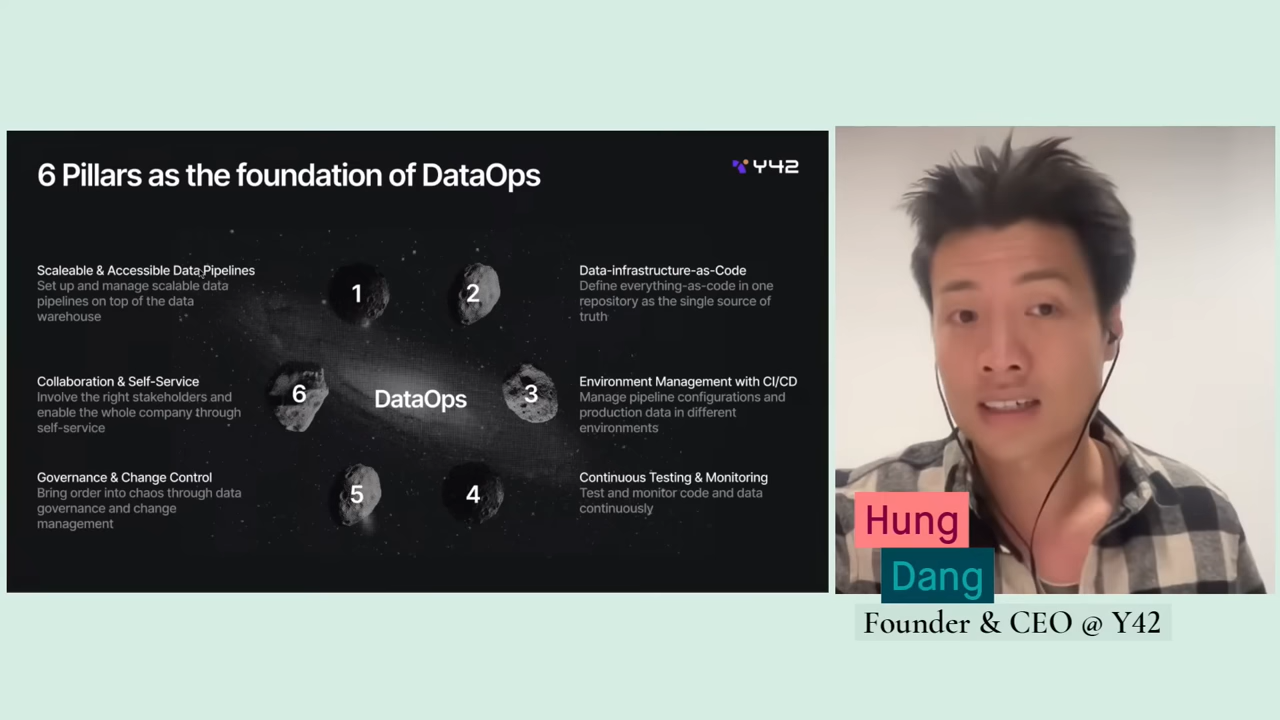 6 Pillars as the foundation of DataOps
Y42
Scaleable & Accessible Data Pipelines
Set up and manage scalable data
pipelines on top of the data
warehouse
1
2
Data-infrastructure-as-Code
Define everything-as-code in one
repository as the single source of
truth
Collaboration & Self-Service
Involve the right stakeholders and
enable the whole company through
self-service
6
DataOps
3
Environment Management with CI/CD
Manage pipeline configurations and
production data in different
environments
Governance & Change Control
Bring order into chaos through data
governance and change
management
5
4
Continuous Testing & Monitoring
Test and monitor code and data
continuously
Hung
Dang
Founder & CEO @ Y42